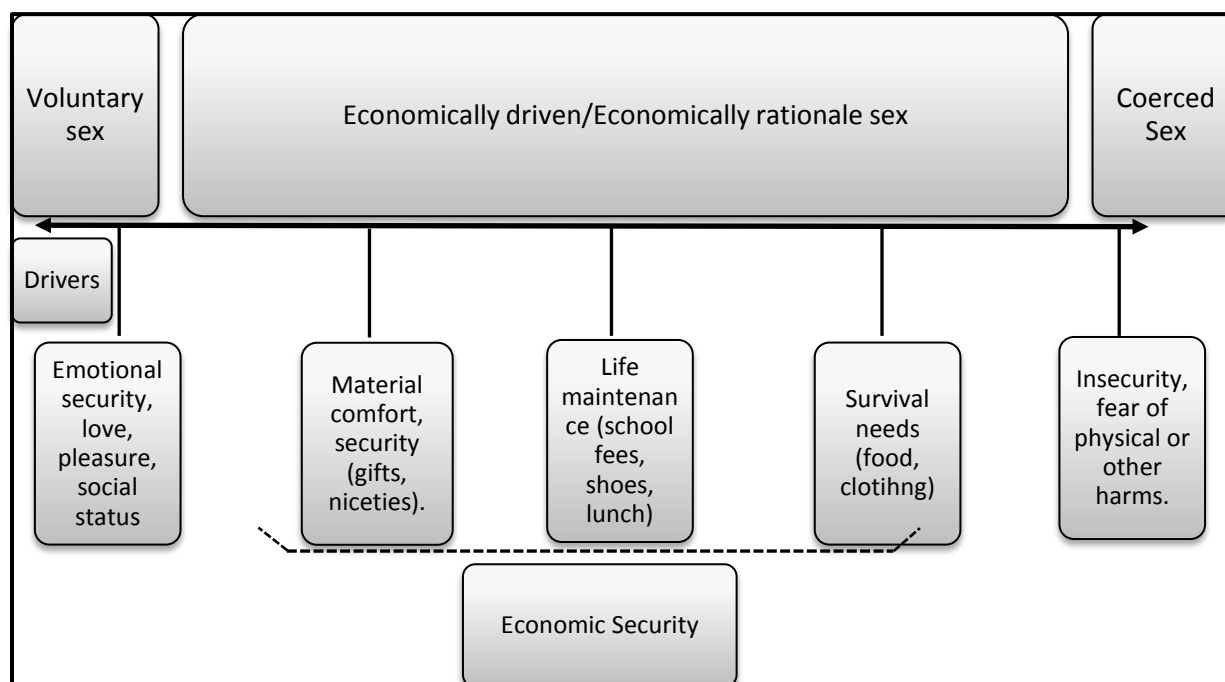 Voluntary
sex
Economically driven/Economically rationale sex
Coerced
Sex
Drivers
Emotional
security,
love,
pleasure,
social
status
Material
comfort,
security
(gifts,
niceties).
Life
maintenan
ce (school
fees,
shoes,
lunch)
Survival
needs
(food,
clotihng)
Insecurity,
fear of
physical or
other
harms.
Economic Security